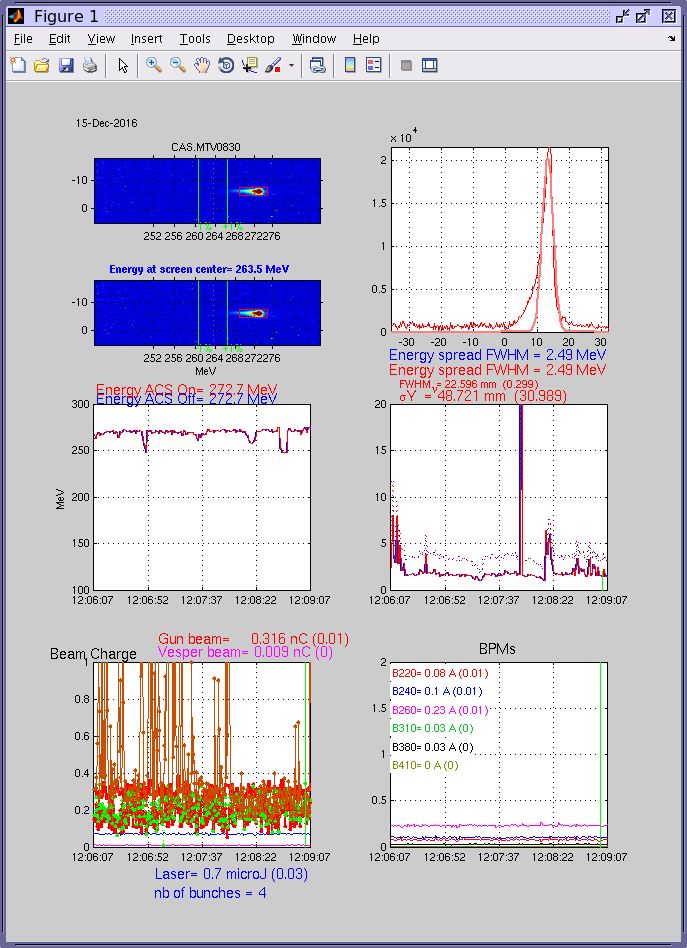 Figure 1
File Edit View Insert Tools Desktop Window Help
15-Dec-2016
CAS.MTV0830
-10
0
252 256 260 264 268 272 276
Energy at screen center= 263.5 MeV
-10
0
252 256 260 264 268 272 276
MeV
x 10^4
2
1.5
1
0.5
0
-30 -20 -10 0 10 20 30
Energy spread FWHM = 2.49 MeV
Energy spread FWHM = 2.49 MeV
FWHM = 22.596 mm (0.299)
σY = 48.721 mm (30.989)
Energy ACS On= 272.7 MeV
Energy ACS Off= 272.7 MeV
300
250
200
150
100
MeV
12:06:07 12:06:52 12:07:37 12:08:22 12:09:07
20
15
10
5
0
12:06:07 12:06:52 12:07:37 12:08:22 12:09:07
Gun beam= 0.316 nC (0.01)
Beam Charge
Vesper beam= 0.009 nC (0)
1
0.8
0.6
0.4
0.2
0
12:06:07 12:06:52 12:07:37 12:08:22 12:09:07
Laser= 0.7 microJ (0.03)
nb of bunches = 4
BPMs
2
1.5
1
0.5
0
B220= 0.08 A (0.01)
B240= 0.1 A (0.01)
B260= 0.23 A (0.01)
B310= 0.03 A (0)
B380= 0.03 A (0)
B410= 0 A (0)
12:06:07 12:06:52 12:07:37 12:08:22 12:09:07